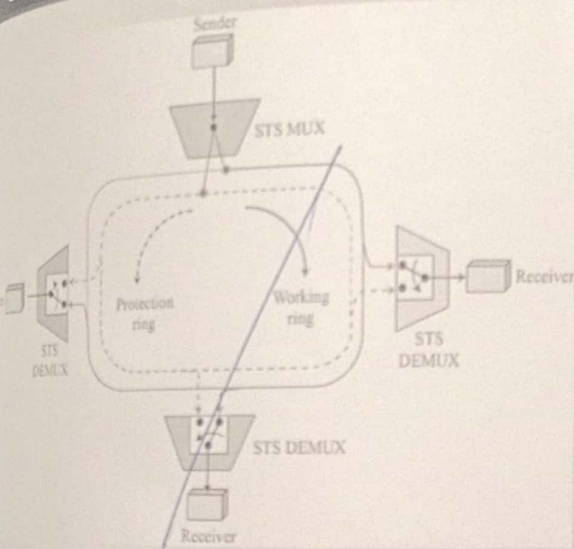 Sender
STS MUX
Protection
ring
Working
ring
Receiver
STS
DEMUX
STS
DEMUX
STS DEMUX
Receiver